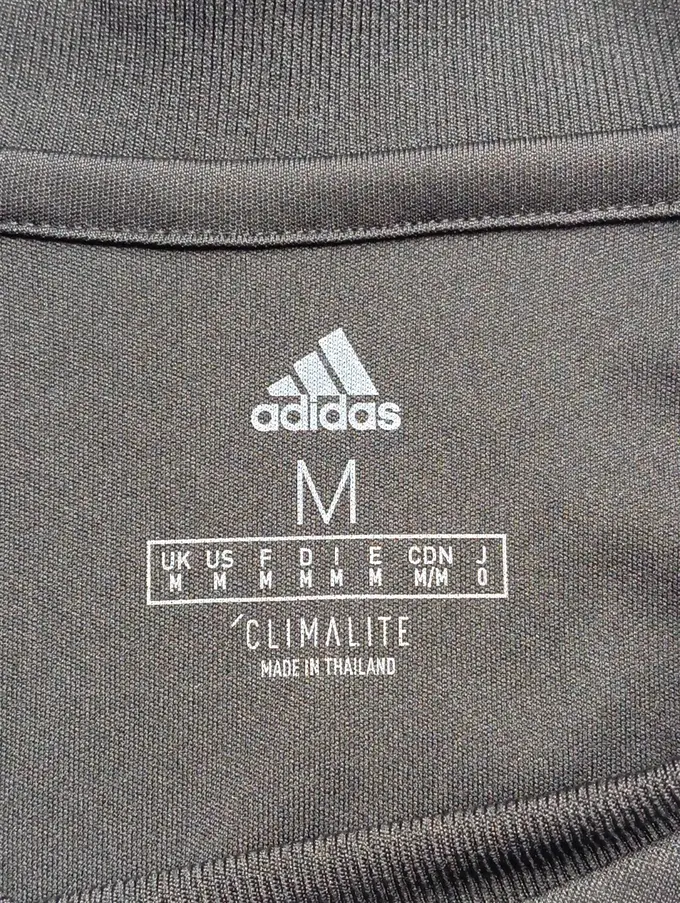 adidas
M
UK US F D I E CDN J
M M M M M M M/M O
CLIMALITE
MADE IN THAILAND